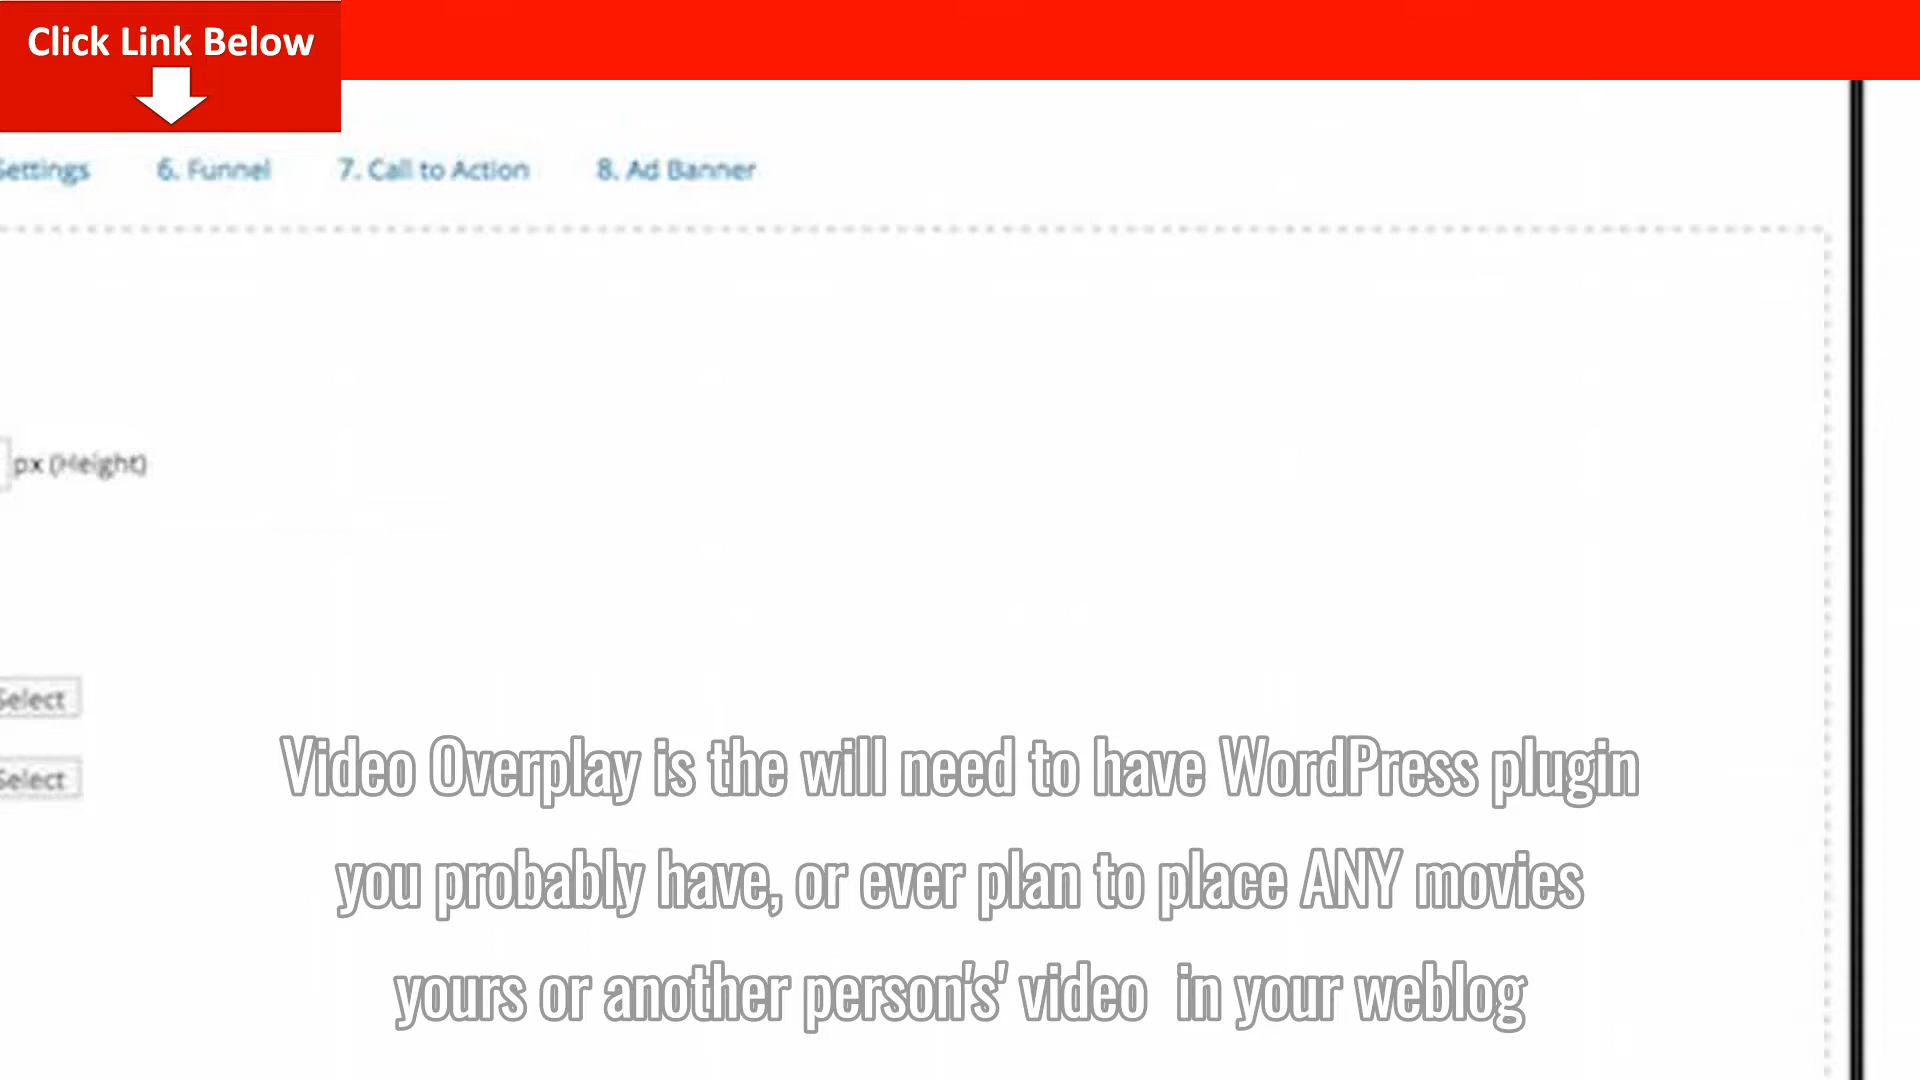 Click Link Below
Settings 6. Funnel 7. Call to Action 8. Ad Banner
px (Height)
Select
Select
Video Overplay is the will need to have WordPress plugin
you probably have, or ever plan to place ANY movies
yours or another person's' video in your weblog